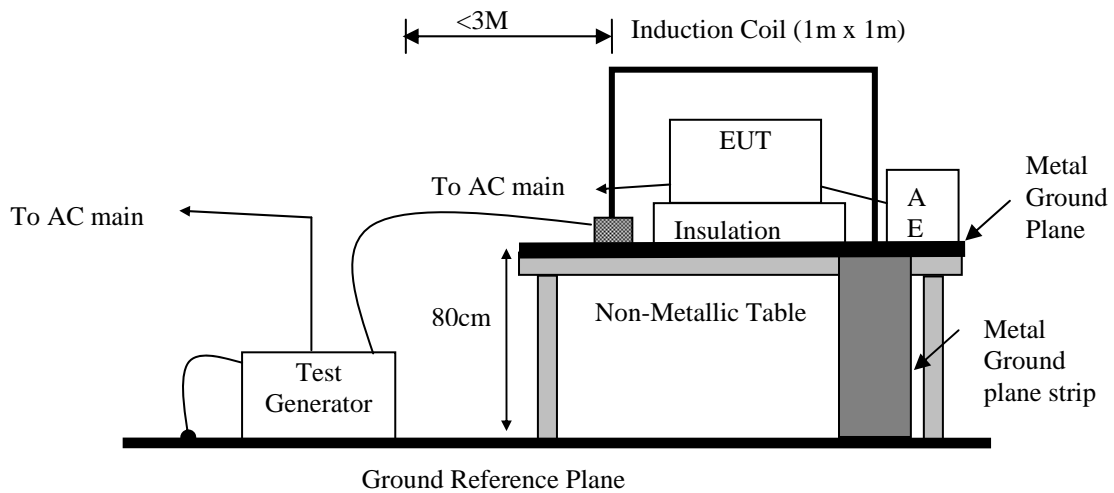 <3M
Induction Coil (1m x 1m)
EUT
Metal
Ground
Plane
To AC main
A
E
To AC main
Insulation
80cm
Non-Metallic Table
Metal
Ground
plane strip
Test
Generator
Ground Reference Plane